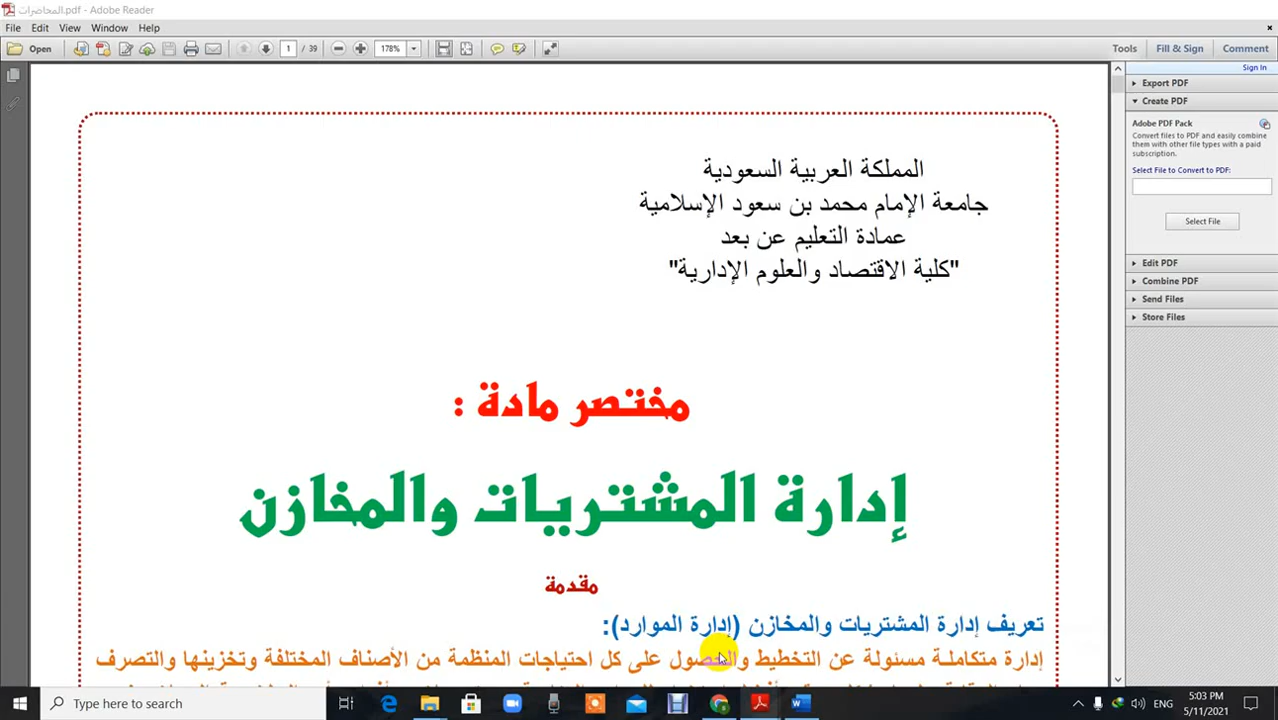 المحاضرات.pdf - Adobe Reader
File Edit View Window Help
Open 1 / 39 178% Tools Fill & Sign Comment
Sign In
Export PDF
Create PDF
Adobe PDF Pack
Convert files to PDF and easily combine
them with other file types with a paid
subscription.
Select File to Convert to PDF:
Select File
Edit PDF
Combine PDF
Send Files
Store Files
المملكة العربية السعودية
جامعة الإمام محمد بن سعود الإسلامية
عمادة التعليم عن بعد
"كلية الاقتصاد والعلوم الإدارية"
مختصر مادة :
إدارة المشتريات والمخازن
مقدمة
تعريف إدارة المشتريات والمخازن (إدارة الموارد):
إدارة متكاملة مسئولة عن التخطيط والحصول على كل احتياجات المنظمة من الأصناف المختلفة وتخزينها والتصرف
Type here to search
ENG
5:03 PM
5/11/2021